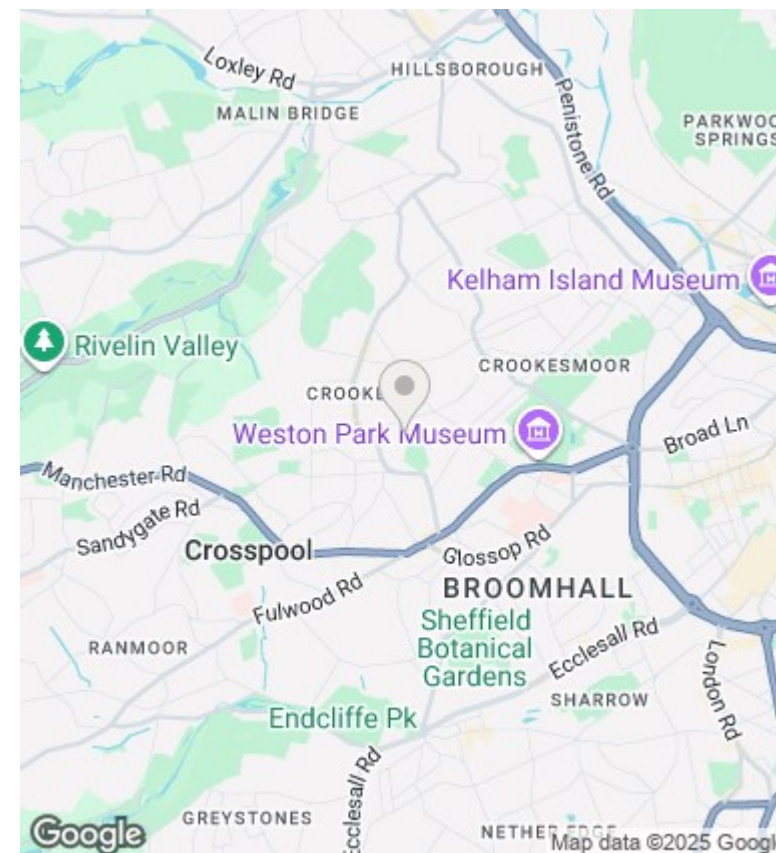 Loxley Rd
HILLSBOROUGH
MALIN BRIDGE
Penistone Rd
PARKWOO
SPRINGS
Kelham Island Museum
Rivelin Valley
CROOKESMOOR
CROOKE
Weston Park Museum
Broad Ln
Manchester Rd
Sandygate Rd
Crosspool
Glossop Rd
Fulwood Rd
BROOMHALL
Sheffield
Botanical
Gardens
Ecclesall Rd
RANMOOR
SHARROW
London Rd
Endcliffe Pk
Ecclesall Rd
GREYSTONES
NETHER EDGE
Google
Map data ©2025 Googl